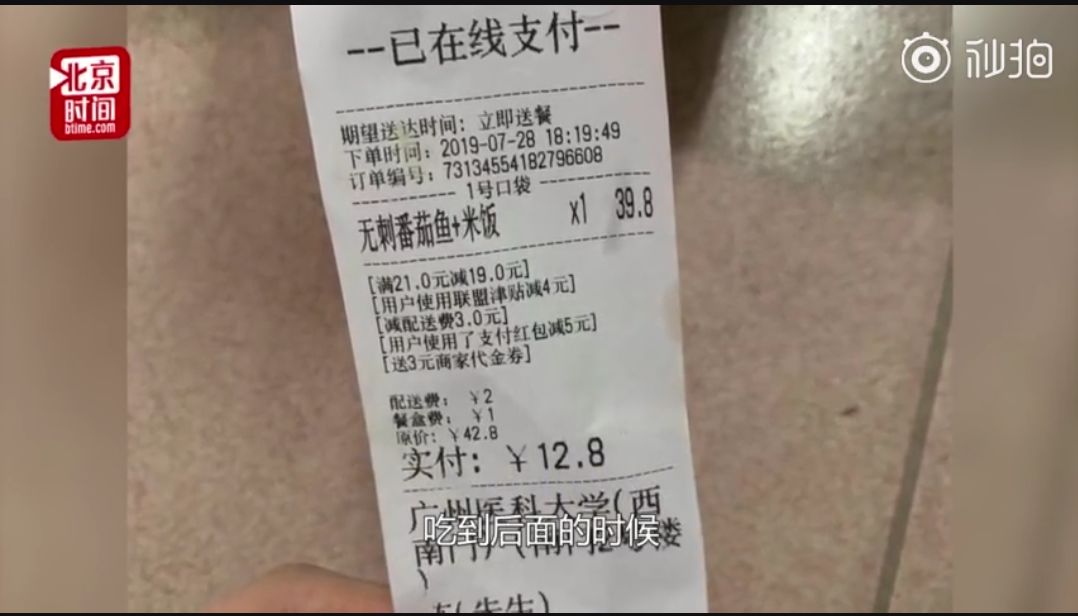 北京
时间
btime.com
秒拍
--已在线支付--
期望送达时间: 立即送餐
下单时间: 2019-07-28 18:19:49
订单编号: 73134554182796608
1号口袋
无刺番茄鱼+米饭 x1 39.8
[满21.0元减19.0元]
[用户使用联盟津贴减4元]
[减配送费3.0元]
[用户使用了支付红包减5元]
[送3元商家代金券]
配送费: ¥2
餐盒费: ¥1
原价: ¥42.8
实付: ¥12.8
广州医科大学(西
吃到后面的时候
南门)
楼
)
(先生)